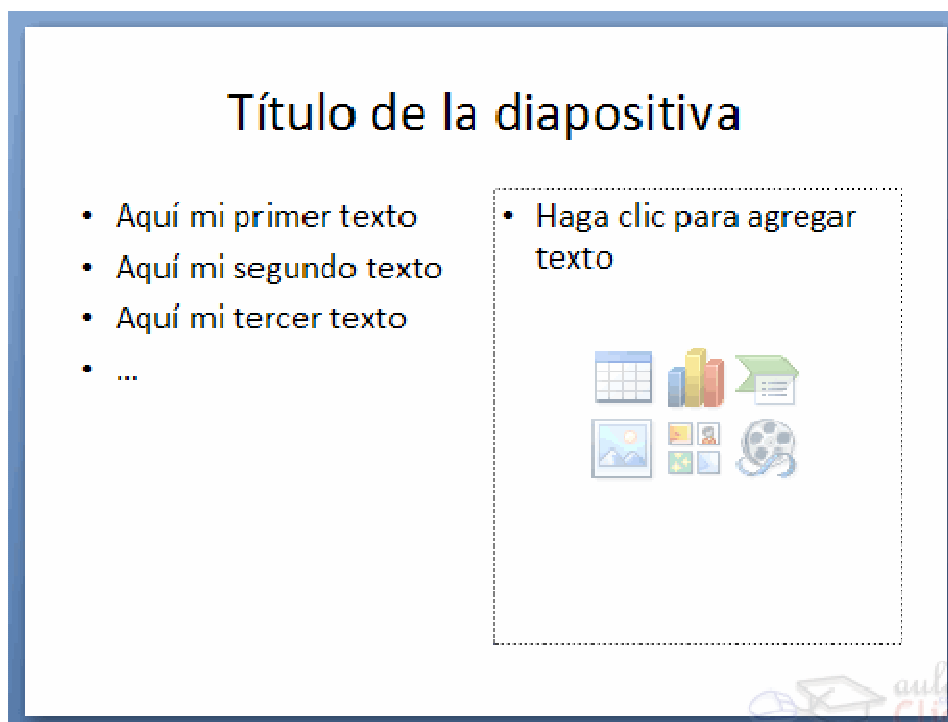 Título de la diapositiva
• Aquí mi primer texto
• Aquí mi segundo texto
• Aquí mi tercer texto
• ...
• Haga clic para agregar
texto